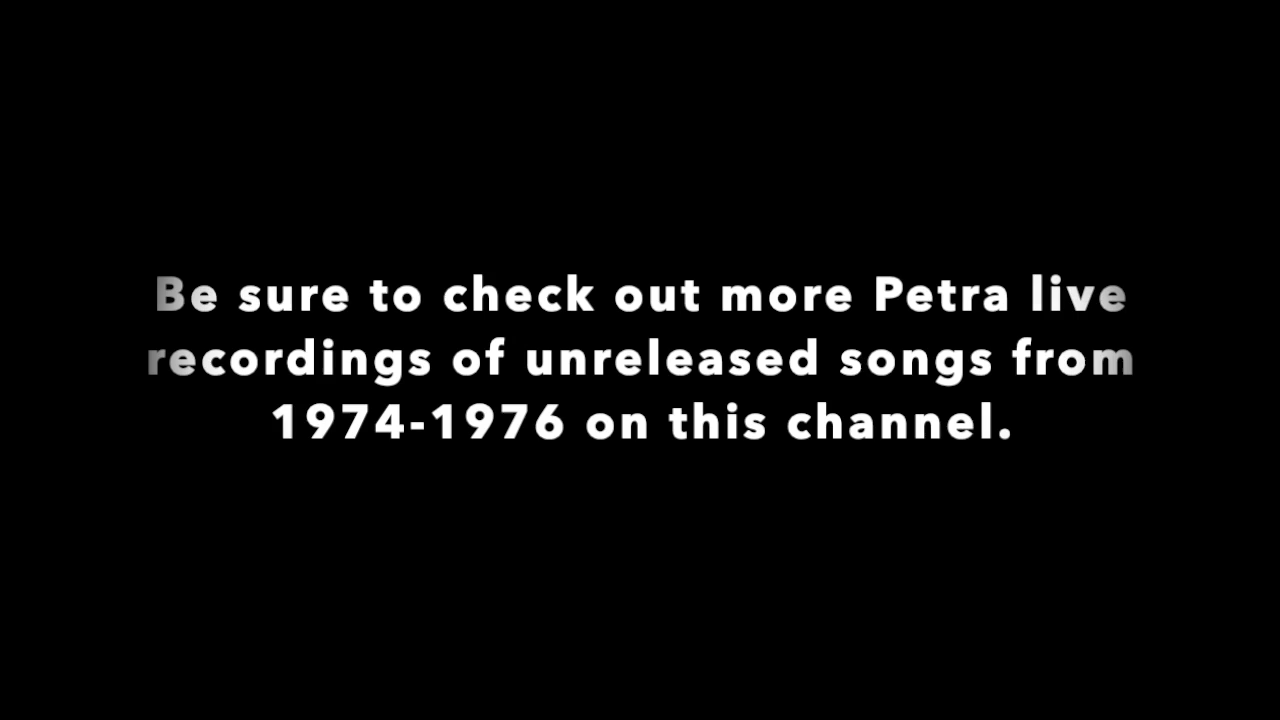 Be sure to check out more Petra live
recordings of unreleased songs from
1974-1976 on this channel.